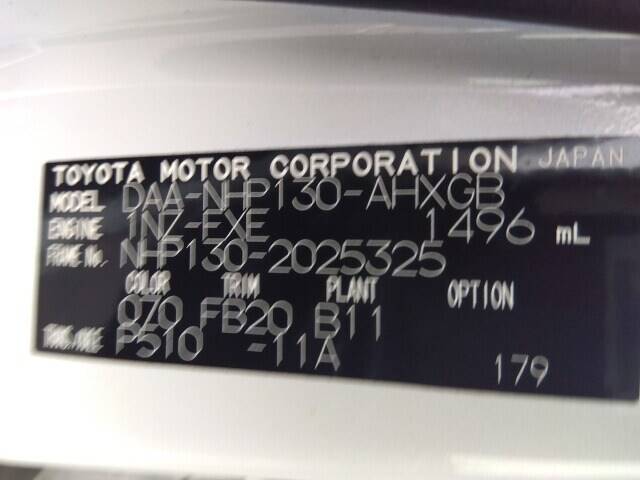 TOYOTA MOTOR CORPORATION JAPAN
MODEL DAA-NHP130-AHXGB
ENGINE 1NZ-EXE 1496 mL
FRAME No. NHP130-2025325
COLOR TRIM PLANT OPTION
070 FB20 B11
TRANS.AXLE P510 -11A
179